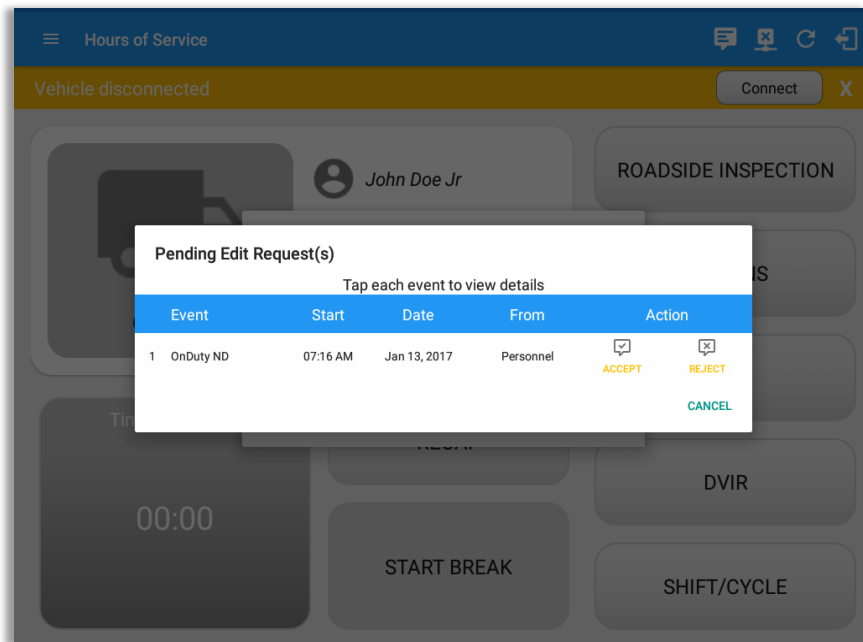 Hours of Service
Vehicle disconnected
Connect
X
John Doe Jr
ROADSIDE INSPECTION
Pending Edit Request(s)
Tap each event to view details
Event Start Date From Action
1 OnDuty ND 07:16 AM Jan 13, 2017 Personnel
ACCEPT REJECT
CANCEL
DVIR
00:00
START BREAK
SHIFT/CYCLE